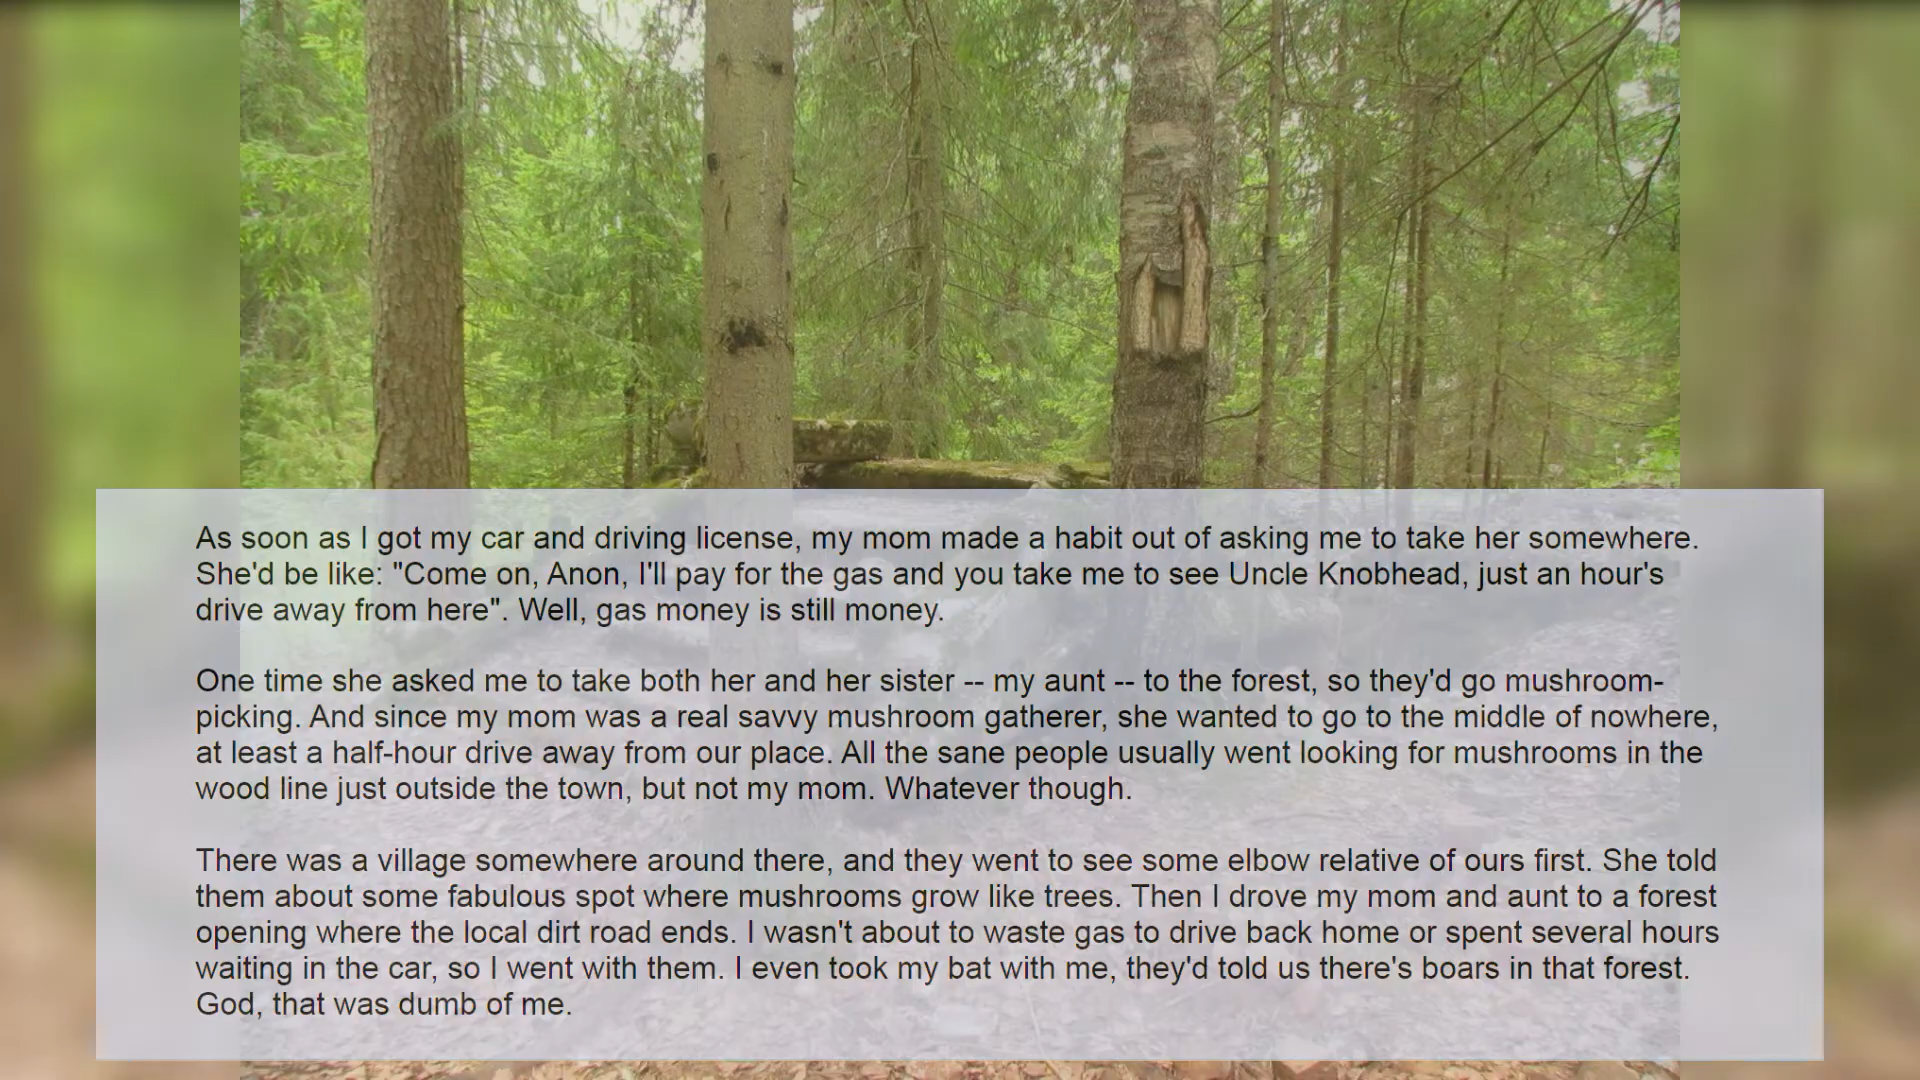 As soon as I got my car and driving license, my mom made a habit out of asking me to take her somewhere.
She'd be like: "Come on, Anon, I'll pay for the gas and you take me to see Uncle Knobhead, just an hour's
drive away from here". Well, gas money is still money.
One time she asked me to take both her and her sister -- my aunt -- to the forest, so they'd go mushroom-
picking. And since my mom was a real savvy mushroom gatherer, she wanted to go to the middle of nowhere,
at least a half-hour drive away from our place. All the sane people usually went looking for mushrooms in the
wood line just outside the town, but not my mom. Whatever though.
There was a village somewhere around there, and they went to see some elbow relative of ours first. She told
them about some fabulous spot where mushrooms grow like trees. Then I drove my mom and aunt to a forest
opening where the local dirt road ends. I wasn't about to waste gas to drive back home or spent several hours
waiting in the car, so I went with them. I even took my bat with me, they'd told us there's boars in that forest.
God, that was dumb of me.